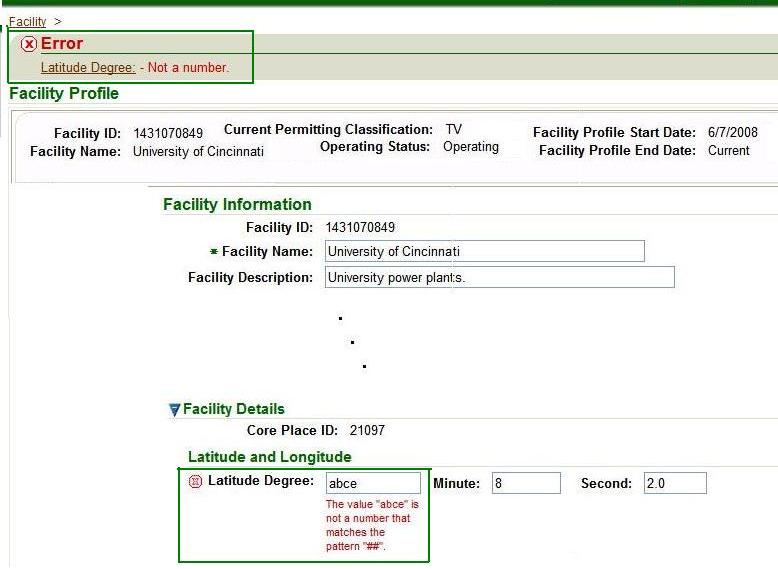 Facility >
Error
Latitude Degree: - Not a number.
Facility Profile
Facility ID: 1431070849 Current Permitting Classification: TV Facility Profile Start Date: 6/7/2008
Facility Name: University of Cincinnati Operating Status: Operating Facility Profile End Date: Current
Facility Information
Facility ID: 1431070849
* Facility Name: University of Cincinnati
Facility Description: University power plants.
.
.
.
Facility Details
Core Place ID: 21097
Latitude and Longitude
Latitude Degree: abce Minute: 8 Second: 2.0
The value "abce" is
not a number that
matches the
pattern "##".